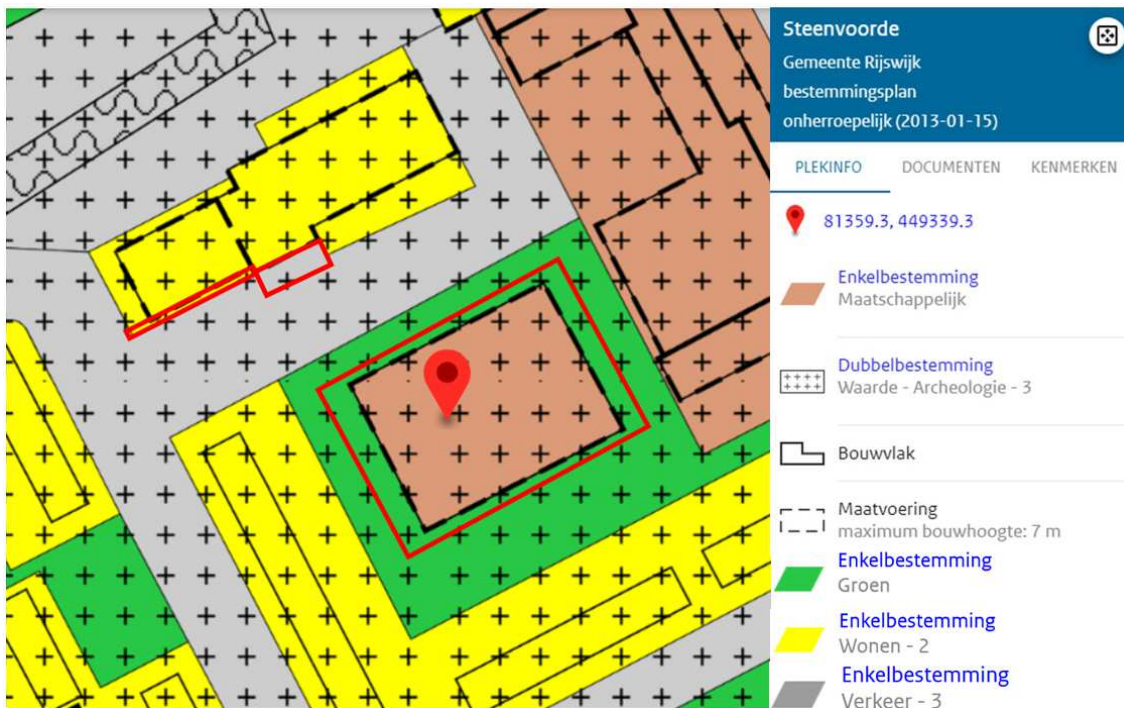 Steenvoorde
Gemeente Rijswijk
bestemmingsplan
onherroepelijk (2013-01-15)
PLEKINFO DOCUMENTEN KENMERKEN
81359.3, 449339.3
Enkelbestemming
Maatschappelijk
Dubbelbestemming
Waarde - Archeologie - 3
Bouwvlak
Maatvoering
maximum bouwhoogte: 7 m
Enkelbestemming
Groen
Enkelbestemming
Wonen - 2
Enkelbestemming
Verkeer - 3